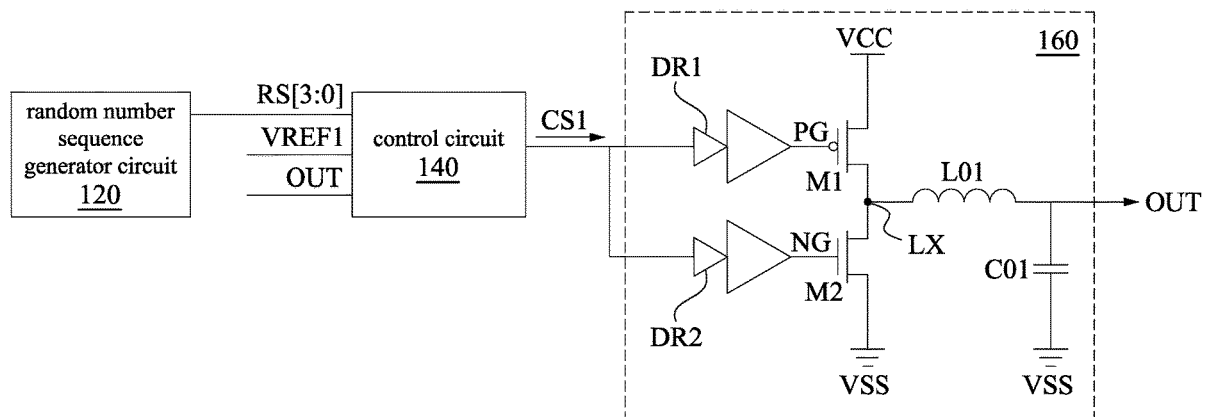 random number
sequence
generator circuit
120
RS[3:0]
VREF1
OUT
control circuit
140
CS1
160
VCC
DR1
PG
M1
L01
OUT
LX
NG
M2
C01
DR2
VSS
VSS